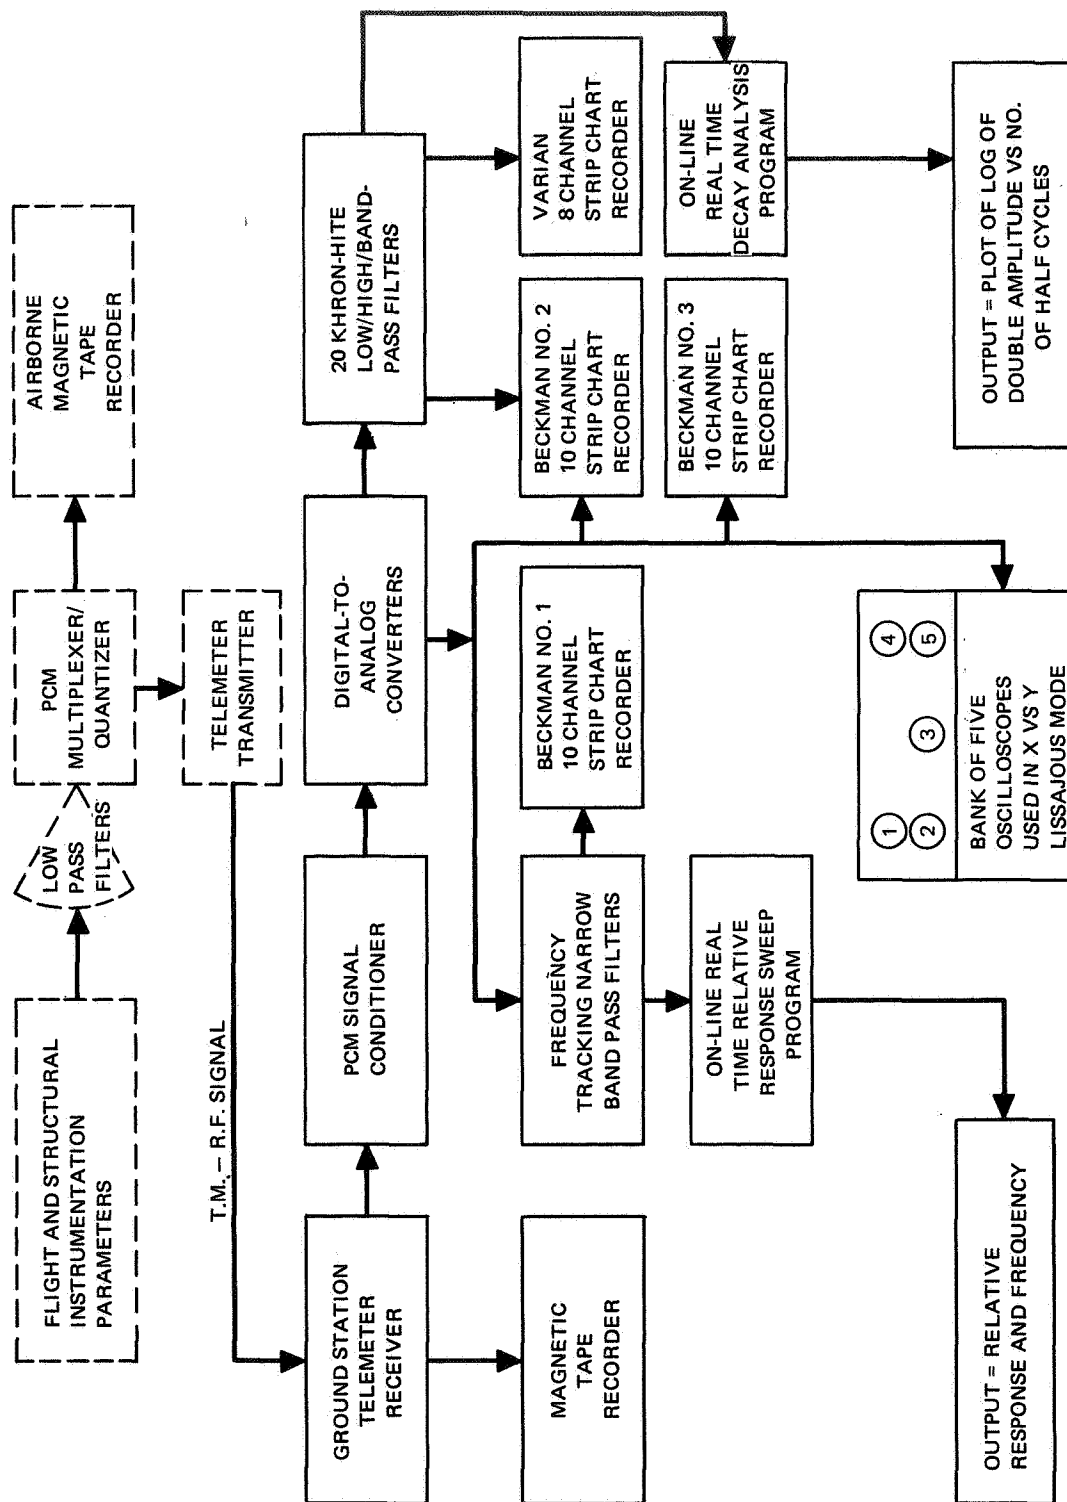 FLIGHT AND STRUCTURAL
INSTRUMENTATION
PARAMETERS
LOW
PASS
FILTERS
PCM
MULTIPLEXER/
QUANTIZER
AIRBORNE
MAGNETIC
TAPE
RECORDER
TELEMETER
TRANSMITTER
T.M. – R.F. SIGNAL
GROUND STATION
TELEMETER
RECEIVER
PCM SIGNAL
CONDITIONER
DIGITAL-TO-
ANALOG
CONVERTERS
20 KHRON-HITE
LOW/HIGH/BAND-
PASS FILTERS
MAGNETIC
TAPE
RECORDER
FREQUENCY
TRACKING NARROW
BAND PASS FILTERS
BECKMAN NO. 1
10 CHANNEL
STRIP CHART
RECORDER
BECKMAN NO. 2
10 CHANNEL
STRIP CHART
RECORDER
VARIAN
8 CHANNEL
STRIP CHART
RECORDER
ON-LINE REAL
TIME RELATIVE
RESPONSE SWEEP
PROGRAM
BECKMAN NO. 3
10 CHANNEL
STRIP CHART
RECORDER
ON-LINE
REAL TIME
DECAY ANALYSIS
PROGRAM
OUTPUT = RELATIVE
RESPONSE AND FREQUENCY
1 4
2 3 5
BANK OF FIVE
OSCILLOSCOPES
USED IN X VS Y
LISSAJOUS MODE
OUTPUT = PLOT OF LOG OF
DOUBLE AMPLITUDE VS NO.
OF HALF CYCLES